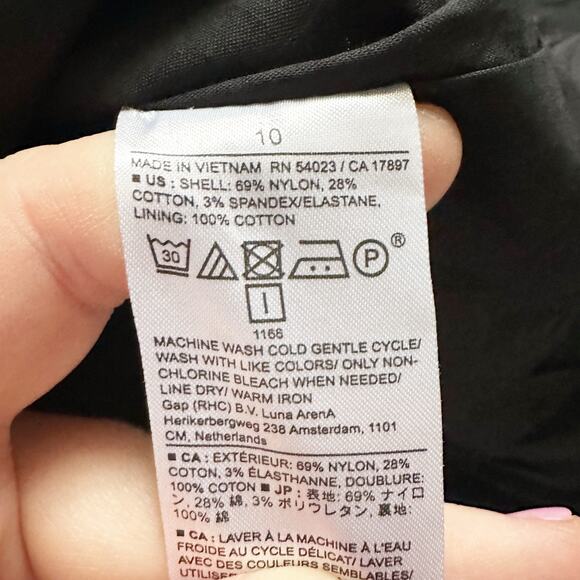 10
MADE IN VIETNAM RN 54023 / CA 17897
■ US : SHELL: 69% NYLON, 28%
COTTON, 3% SPANDEX/ELASTANE,
LINING: 100% COTTON
30 P ®
1168
MACHINE WASH COLD GENTLE CYCLE/
WASH WITH LIKE COLORS/ ONLY NON-
CHLORINE BLEACH WHEN NEEDED/
LINE DRY/ WARM IRON
Gap (RHC) B.V. Luna ArenA
Herikerbergweg 238 Amsterdam, 1101
CM, Netherlands
■ CA : EXTÉRIEUR: 69% NYLON, 28%
COTON, 3% ÉLASTHANNE, DOUBLURE:
100% COTON ■ JP : 表地: 69% ナイロ
ン, 28% 綿, 3% ポリウレタン, 裏地:
100% 綿
■ CA : LAVER À LA MACHINE À L'EAU
FROIDE AU CYCLE DÉLICAT/ LAVER
AVEC DES COULEURS SEMBLABLES/